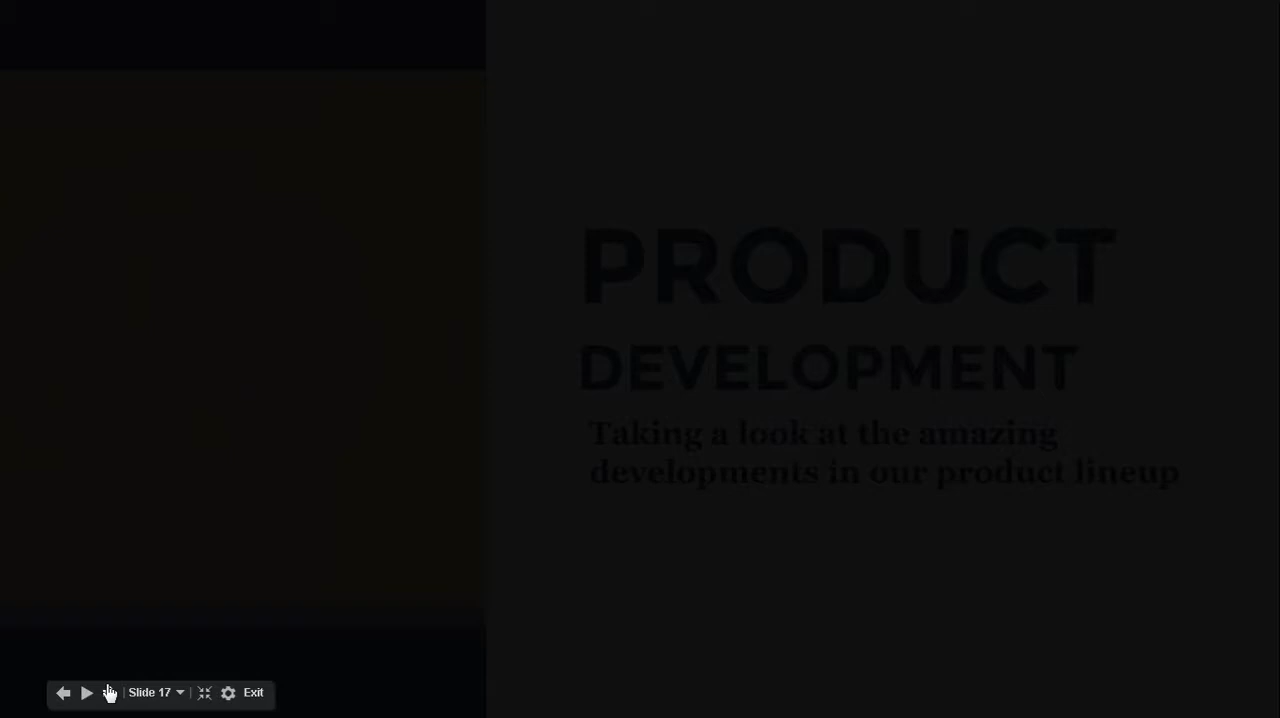 PRODUCT
DEVELOPMENT
Taking a look at the amazing
developments in our product lineup
Slide 17
Exit